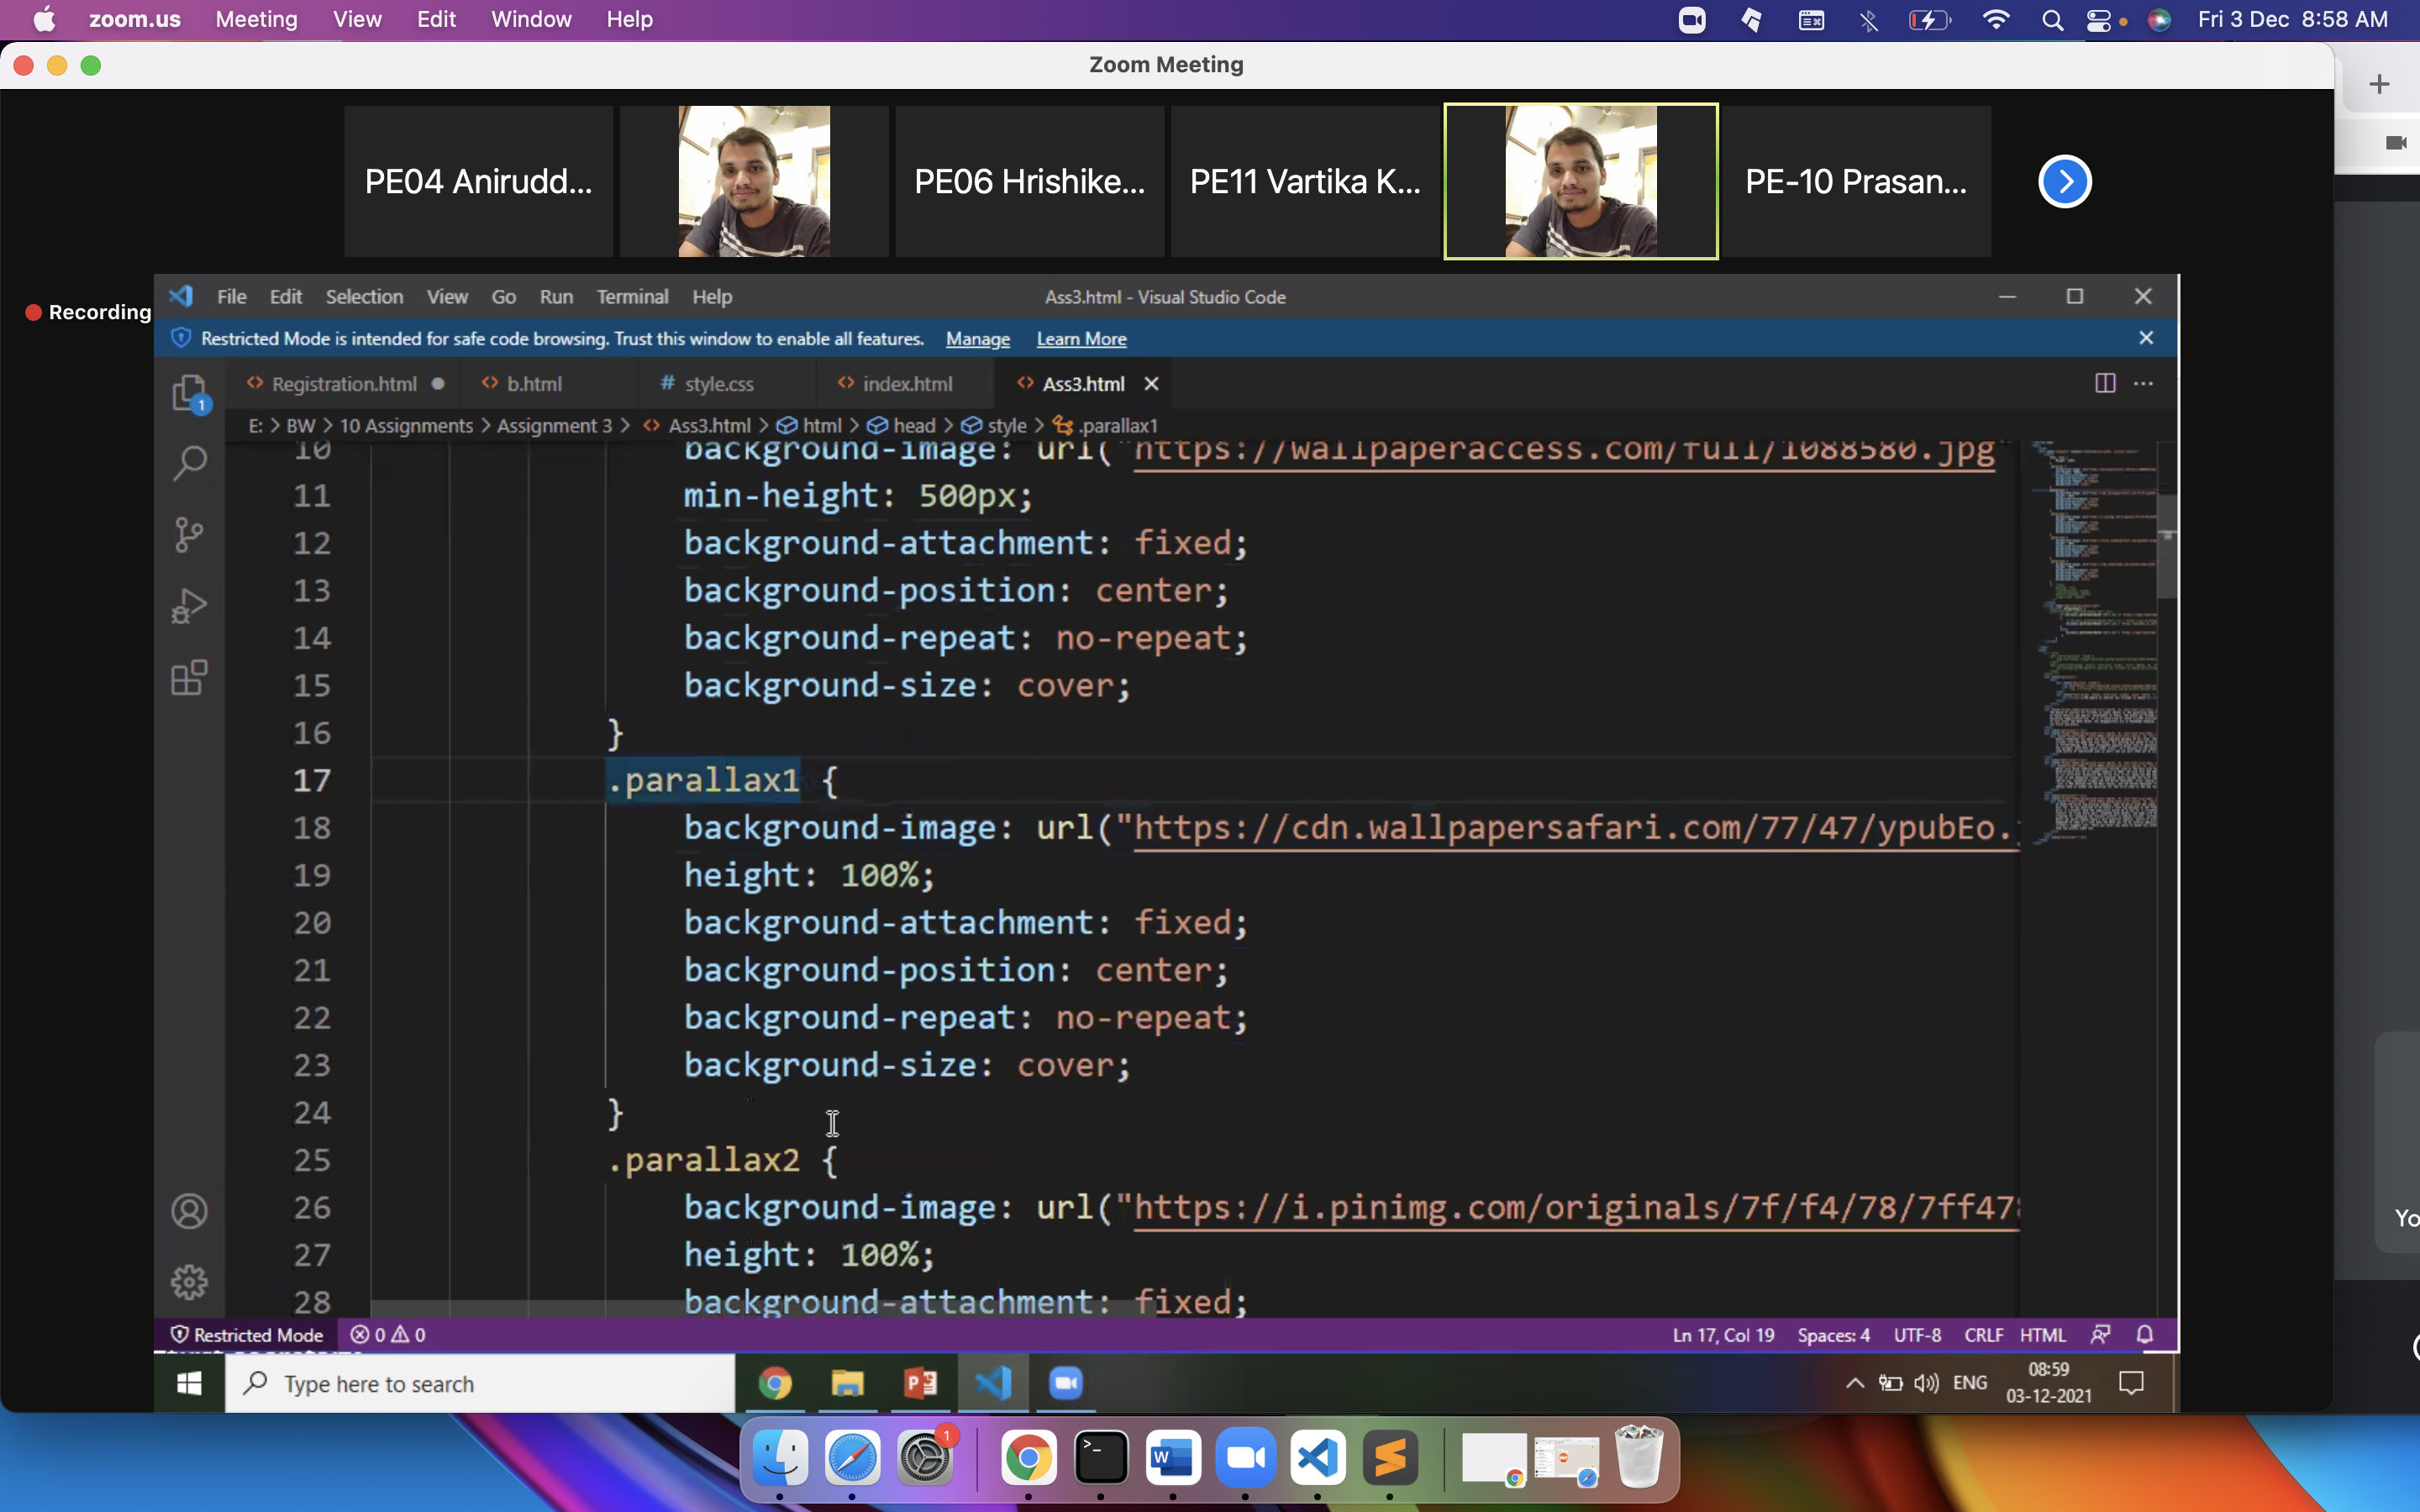 zoom.us Meeting View Edit Window Help Fri 3 Dec 8:58 AM
Zoom Meeting
PE04 Anirudd... PE06 Hrishike... PE11 Vartika K... PE-10 Prasan...
Recording
File Edit Selection View Go Run Terminal Help Ass3.html - Visual Studio Code
Restricted Mode is intended for safe code browsing. Trust this window to enable all features. Manage Learn More
Registration.html b.html # style.css index.html Ass3.html
1
E: > BW > 10 Assignments > Assignment 3 > Ass3.html > html > head > style > .parallax1
10 background-image: url("https://wallpaperaccess.com/full/1088580.jpg"
11 min-height: 500px;
12 background-attachment: fixed;
13 background-position: center;
14 background-repeat: no-repeat;
15 background-size: cover;
16 }
17 .parallax1 {
18 background-image: url("https://cdn.wallpapersafari.com/77/47/ypubEo.
19 height: 100%;
20 background-attachment: fixed;
21 background-position: center;
22 background-repeat: no-repeat;
23 background-size: cover;
24 }
25 .parallax2 {
26 background-image: url("https://i.pinimg.com/originals/7f/f4/78/7ff47
27 height: 100%;
28 background-attachment: fixed;
Yo
Restricted Mode 0 0 Ln 17, Col 19 Spaces: 4 UTF-8 CRLF HTML
Type here to search ENG 08:59
03-12-2021
1